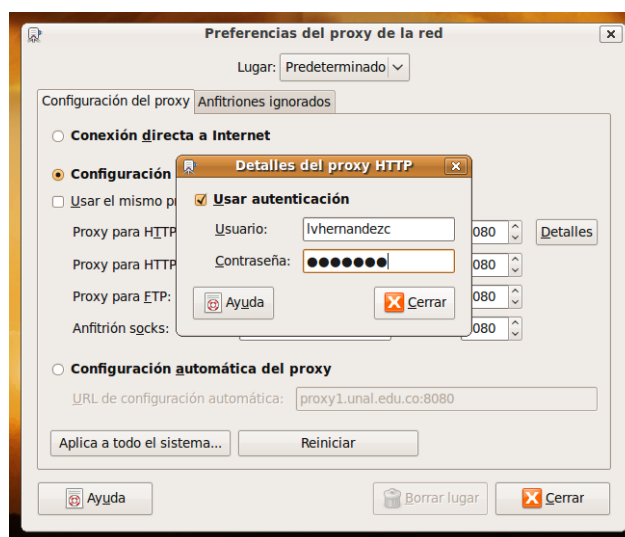 Preferencias del proxy de la red
Lugar: Predeterminado
Configuración del proxy Anfitriones ignorados
Conexión directa a Internet
Configuración
Detalles del proxy HTTP
Usar el mismo pr
Usar autenticación
Proxy para HTTP
Usuario: lvhernandezc
080 Detalles
Proxy para HTTP
Contraseña: ●●●●●●●
080
Proxy para FTP:
Ayuda Cerrar
080
Anfitrión socks:
080
Configuración automática del proxy
URL de configuración automática: proxy1.unal.edu.co:8080
Aplica a todo el sistema... Reiniciar
Ayuda Borrar lugar Cerrar